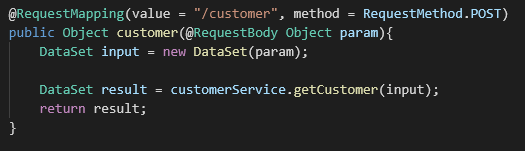 @RequestMapping(value = "/customer", method = RequestMethod.POST)
public Object customer(@RequestBody Object param){
    DataSet input = new DataSet(param);

    DataSet result = customerService.getCustomer(input);
    return result;
}